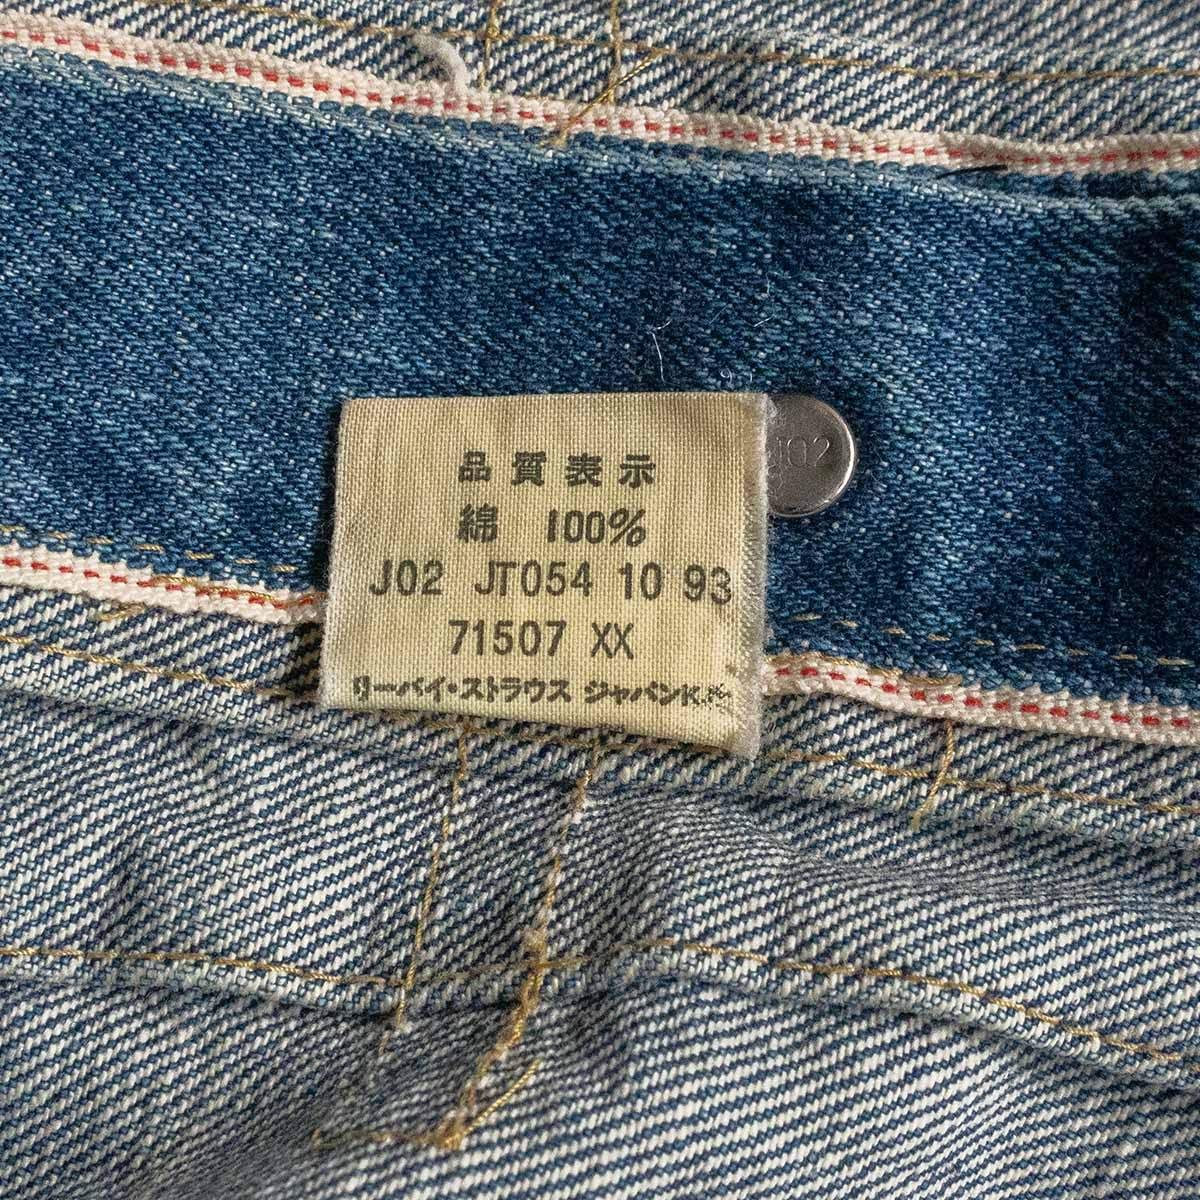 品質表示
綿 100%
J02 JT054 10 93
71507 XX
リーバイ・ストラウス ジャパンK.K.
J02